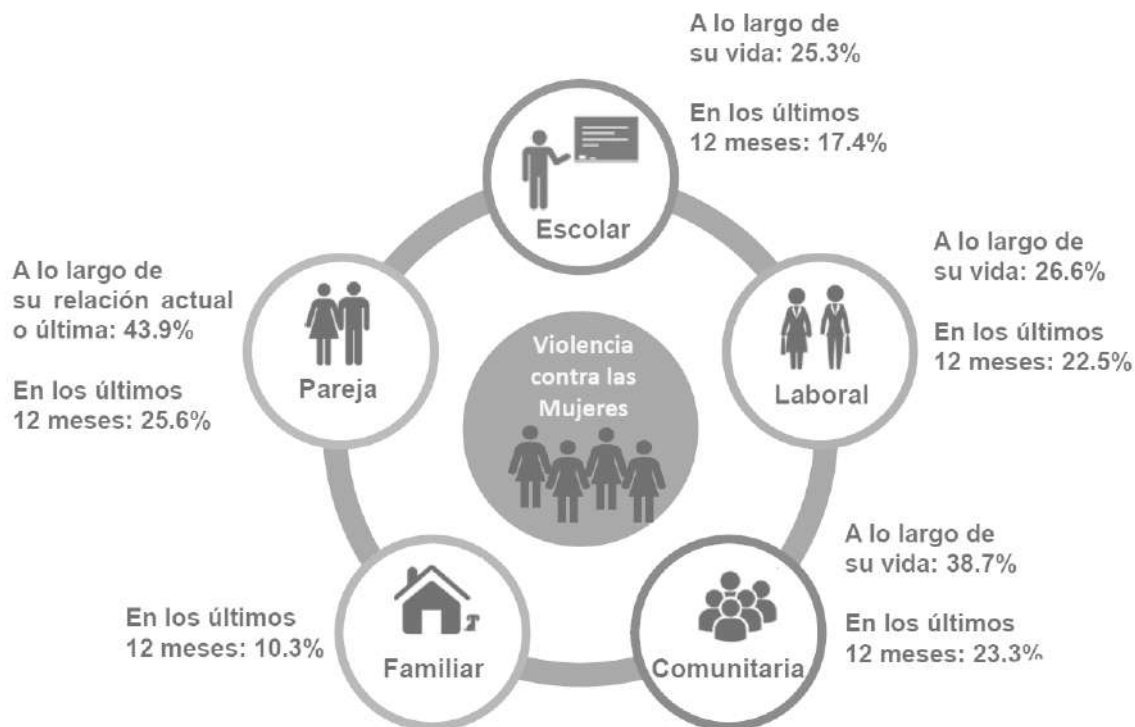 A lo largo de
su vida: 25.3%
En los últimos
12 meses: 17.4%
Escolar
A lo largo de
su vida: 26.6%
En los últimos
12 meses: 22.5%
Laboral
A lo largo de
su relación actual
o última: 43.9%
En los últimos
12 meses: 25.6%
Pareja
Violencia
contra las
Mujeres
A lo largo de
su vida: 38.7%
En los últimos
12 meses: 23.3%
Comunitaria
En los últimos
12 meses: 10.3%
Familiar